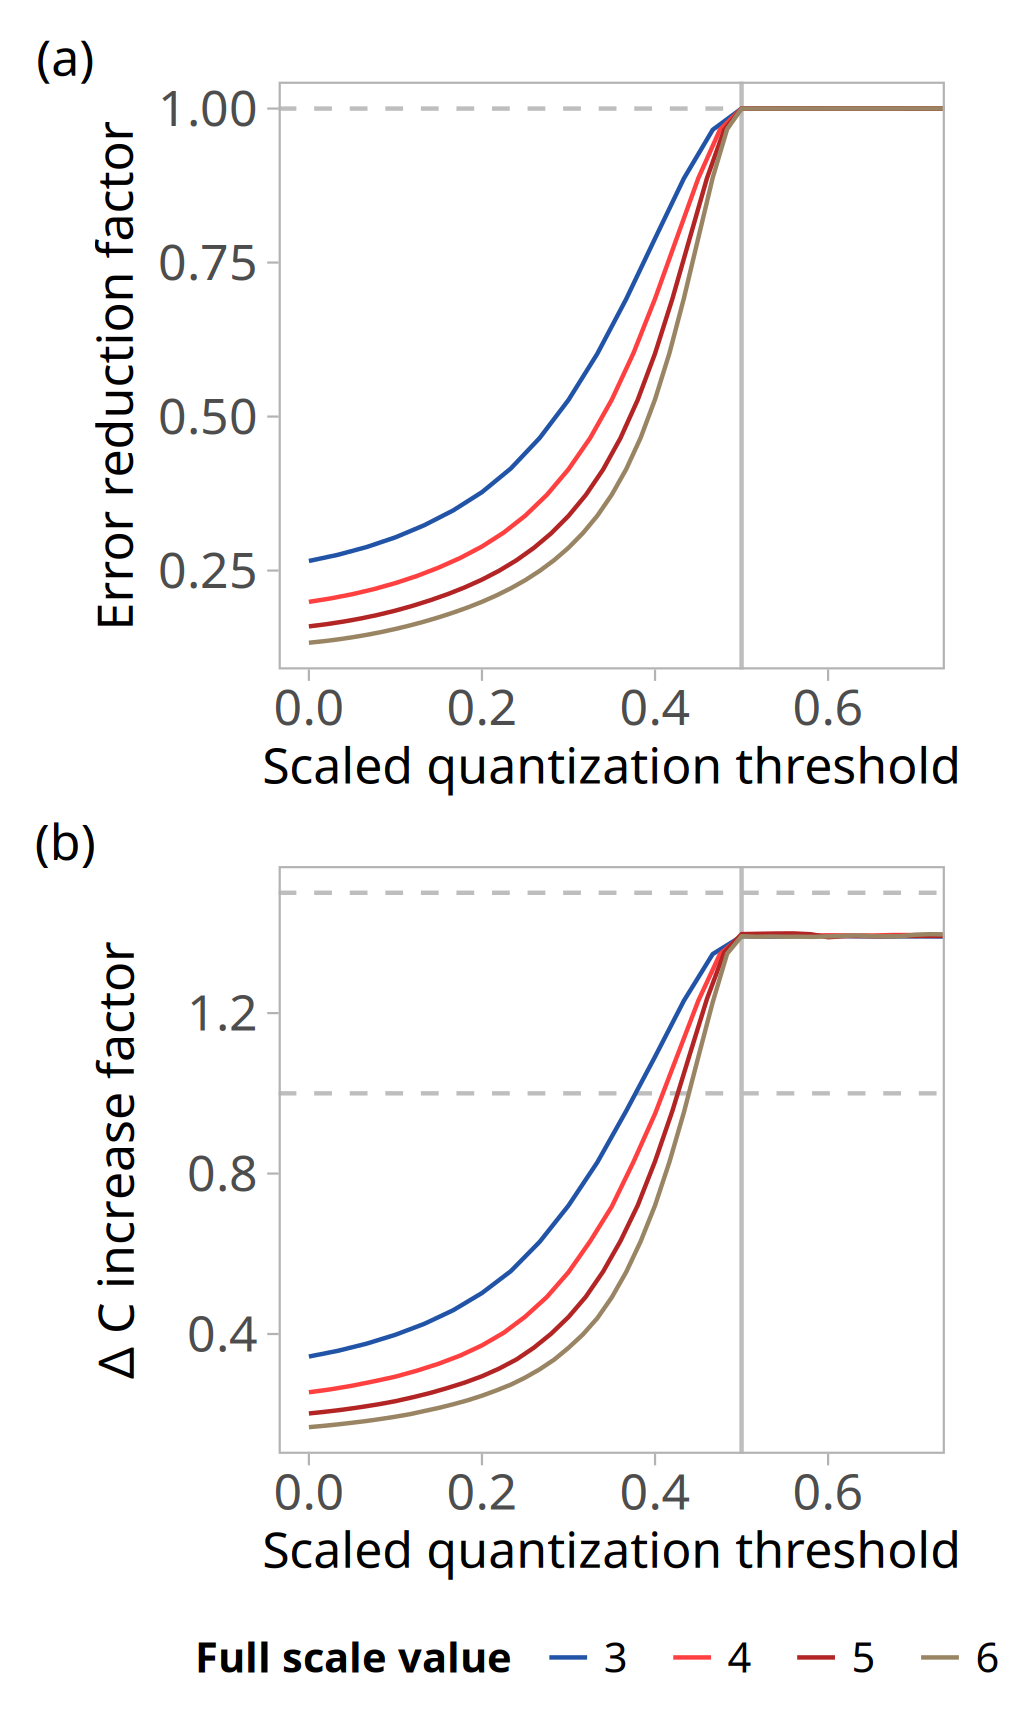 (a)
Error reduction factor
1.00
0.75
0.50
0.25
0.0 0.2 0.4 0.6
Scaled quantization threshold
(b)
Δ C increase factor
1.2
0.8
0.4
0.0 0.2 0.4 0.6
Scaled quantization threshold
Full scale value 3 4 5 6